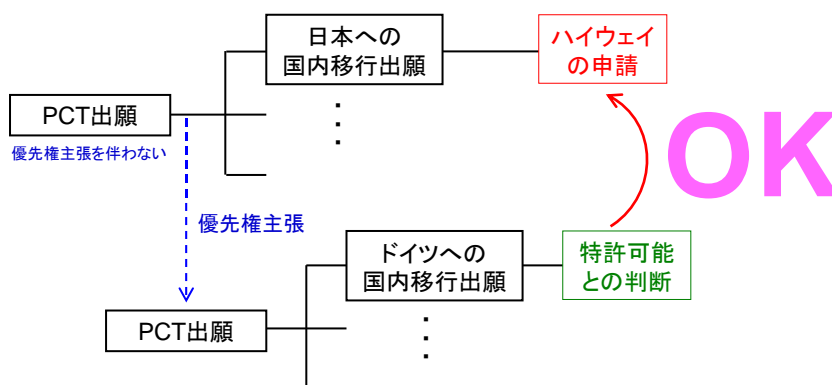 日本への
国内移行出願
ハイウェイ
の申請
PCT出願
優先権主張を伴わない
OK
優先権主張
ドイツへの
国内移行出願
特許可能
との判断
PCT出願